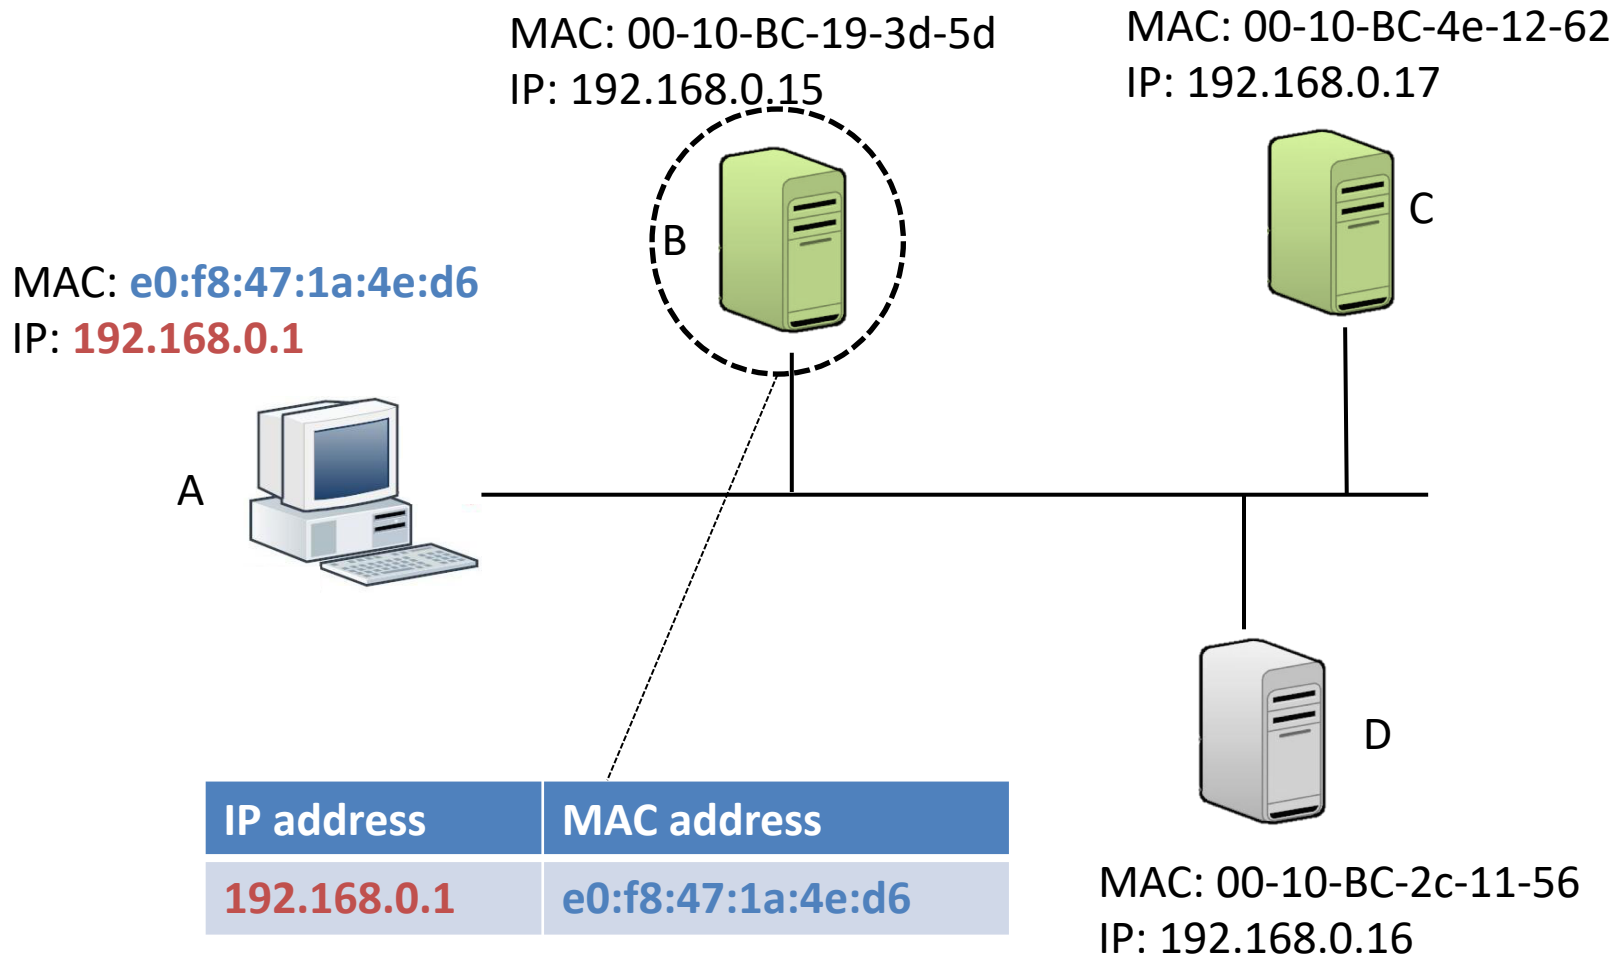 MAC: 00-10-BC-19-3d-5d
IP: 192.168.0.15
MAC: 00-10-BC-4e-12-62
IP: 192.168.0.17
B
C
MAC: e0:f8:47:1a:4e:d6
IP: 192.168.0.1
A
D
IP address MAC address
192.168.0.1 e0:f8:47:1a:4e:d6
MAC: 00-10-BC-2c-11-56
IP: 192.168.0.16